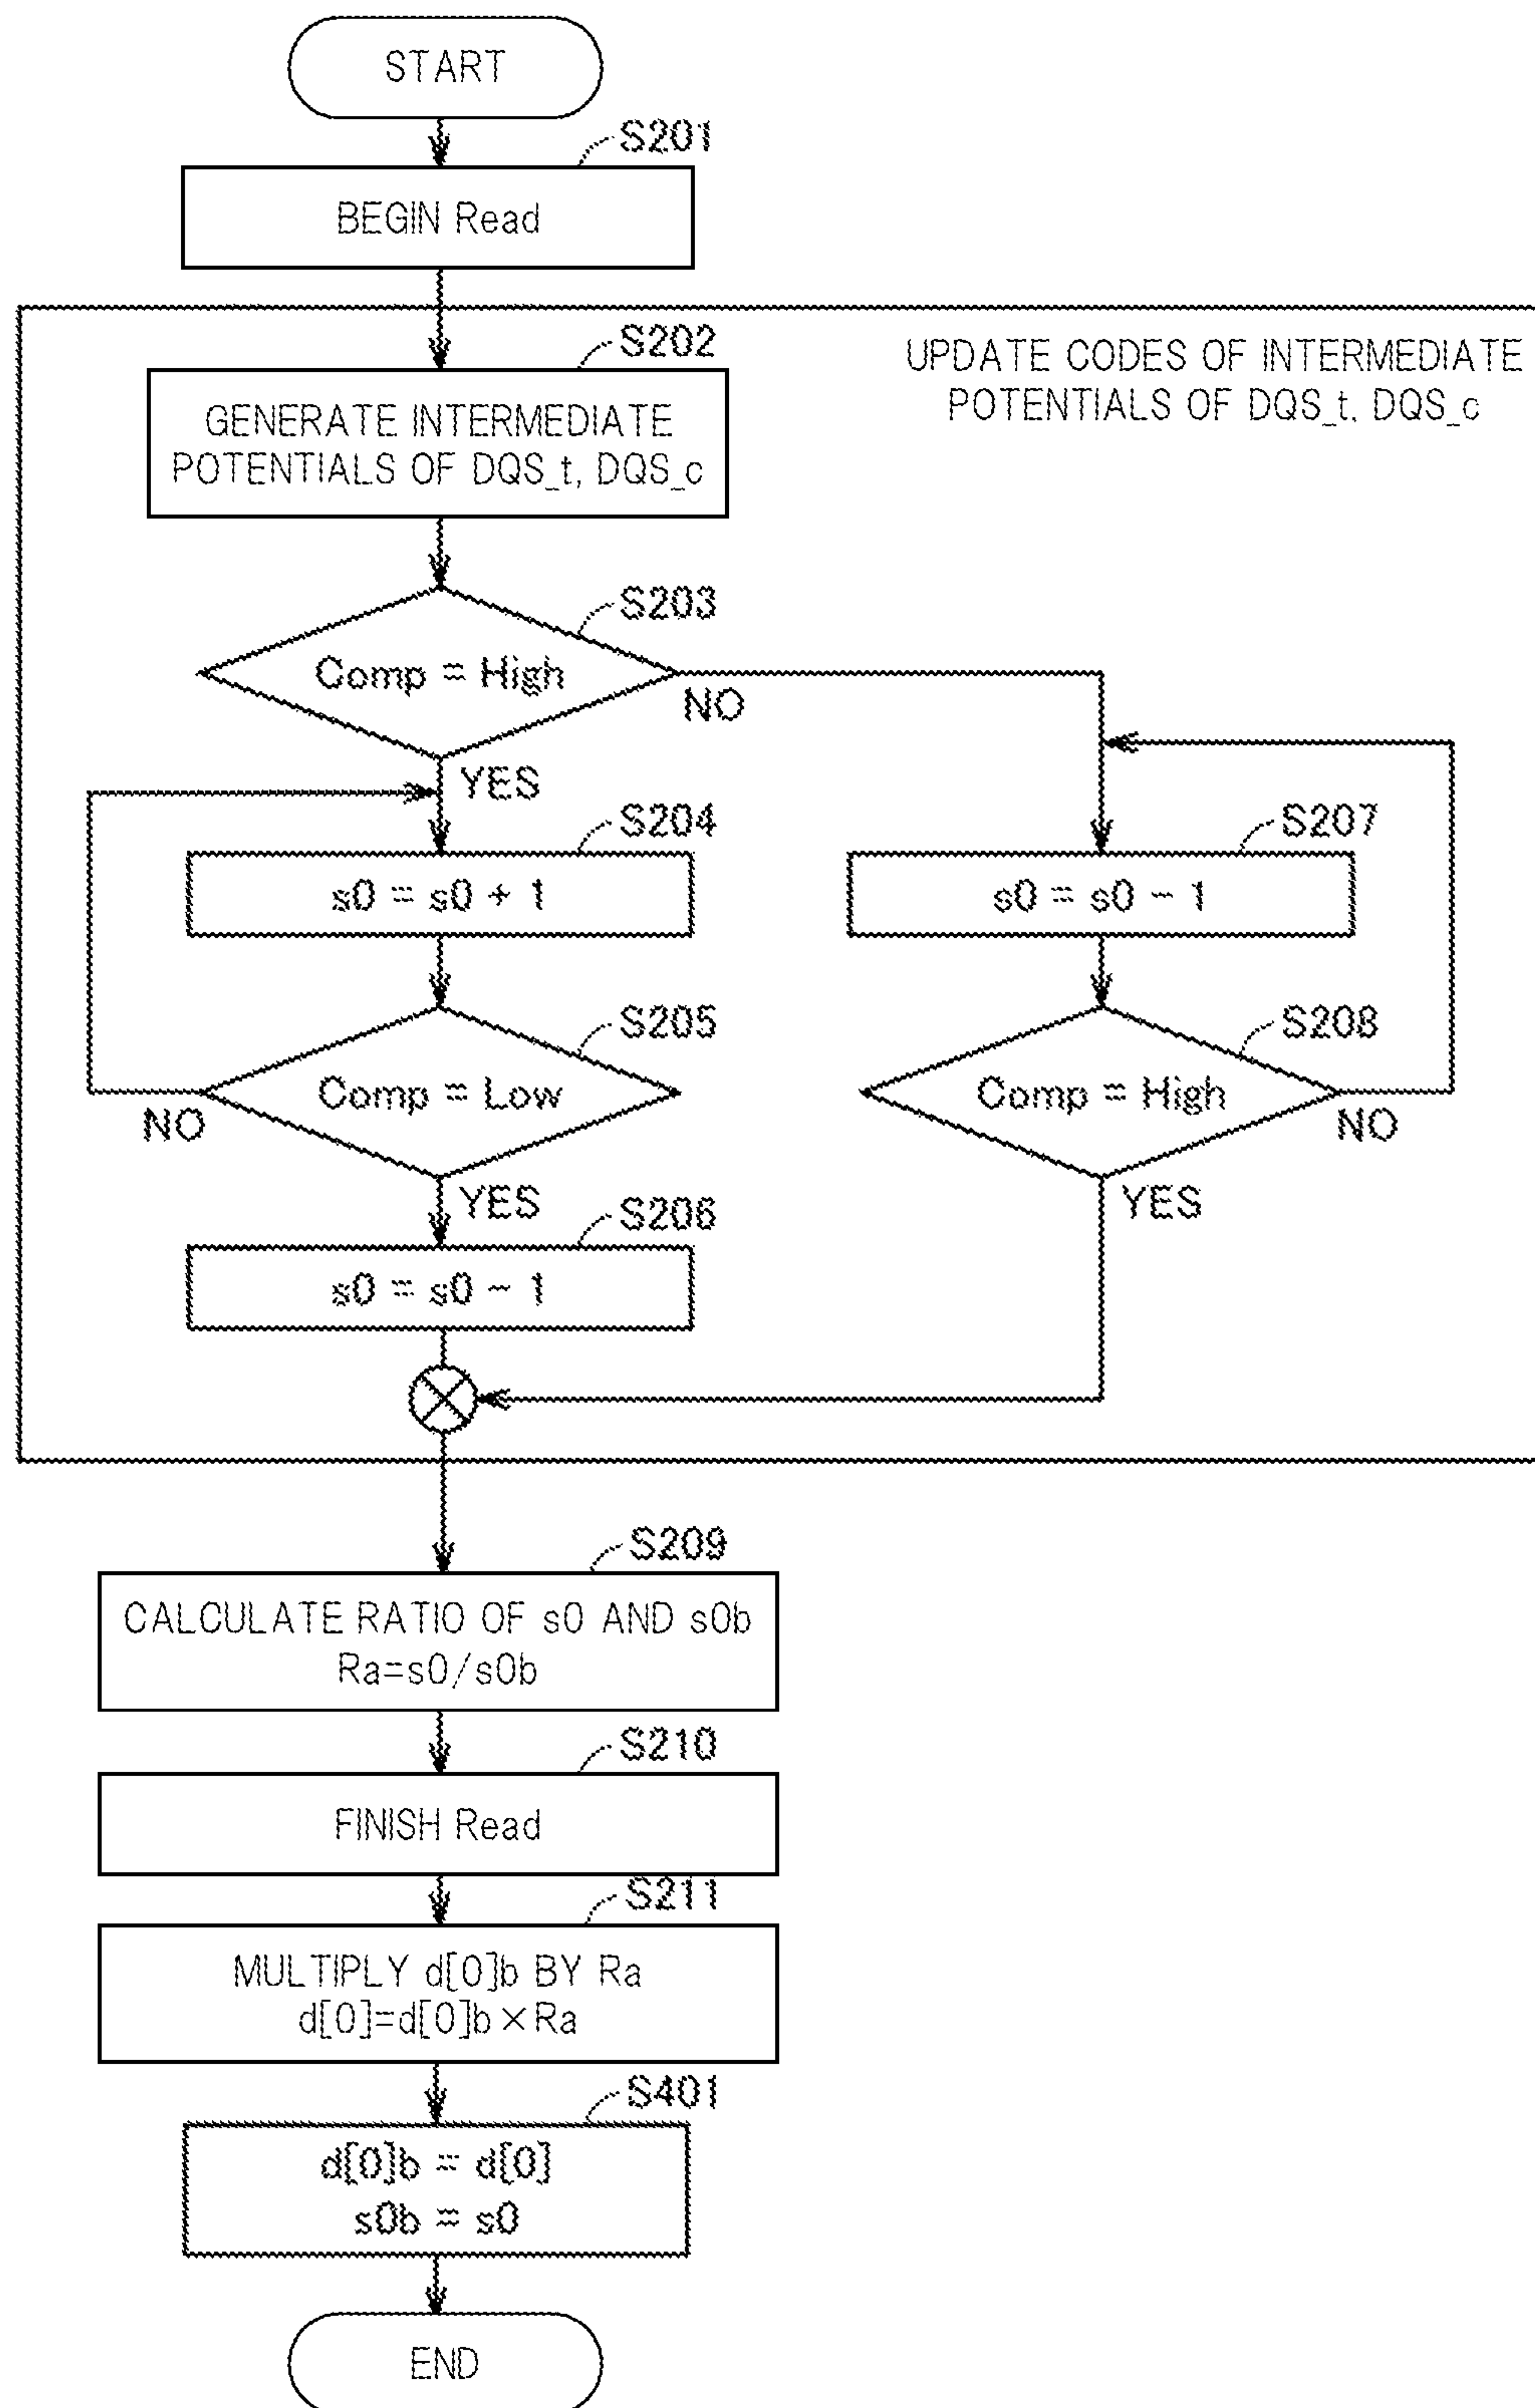 START
S201
BEGIN Read
S202
UPDATE CODES OF INTERMEDIATE
POTENTIALS OF DQS_t, DQS_c
GENERATE INTERMEDIATE
POTENTIALS OF DQS_t, DQS_c
S203
Comp = High
NO
YES
S204
s0 = s0 + 1
S207
s0 = s0 - 1
S205
Comp = Low
NO
YES
S208
Comp = High
NO
YES
S206
s0 = s0 - 1
S209
CALCULATE RATIO OF s0 AND s0b
Ra=s0/s0b
S210
FINISH Read
S211
MULTIPLY d[0]b BY Ra
d[0]=d[0]b×Ra
S401
d[0]b = d[0]
s0b = s0
END